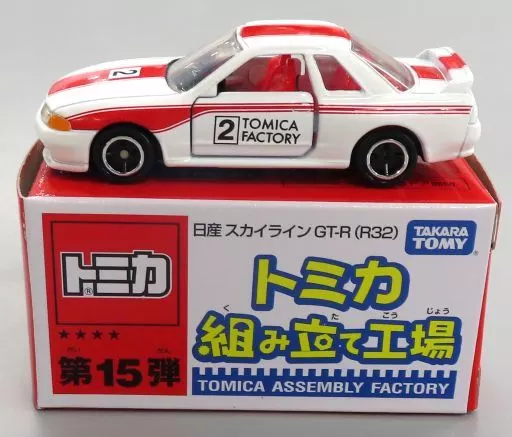 2
2 TOMICA
FACTORY
日産 スカイライン GT-R (R32)
TAKARA
TOMY
トミカ
®
トミカ
く た こう じょう
組み立て工場
★★★★
だい だん
第15弾
TOMICA ASSEMBLY FACTORY